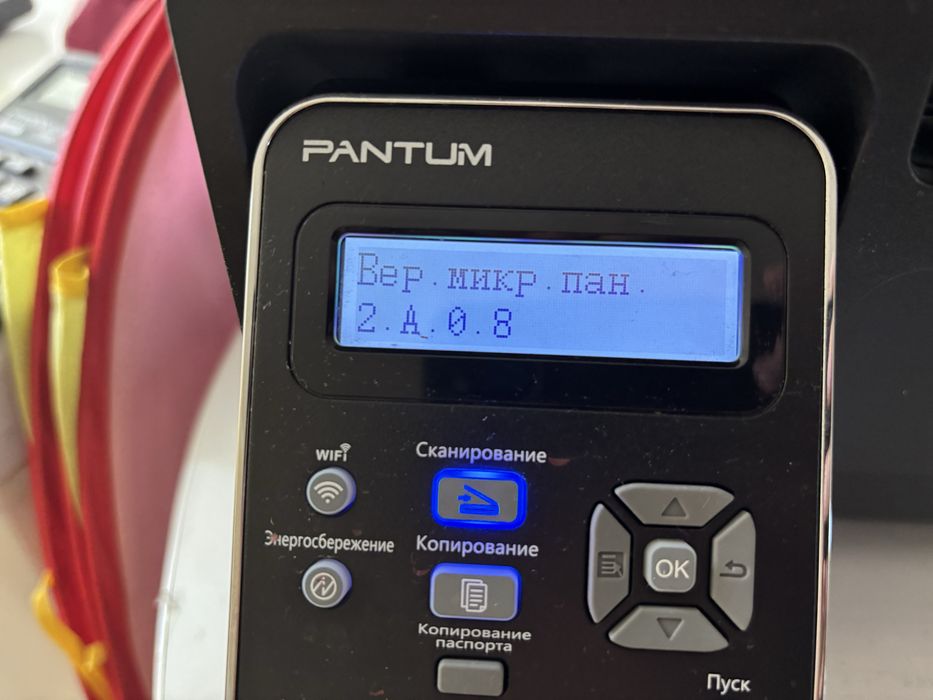 PANTUM
Вер.микр.пан.
2.А.0.8
WIFI
Сканирование
Энергосбережение
Копирование
OK
Копирование
паспорта
Пуск